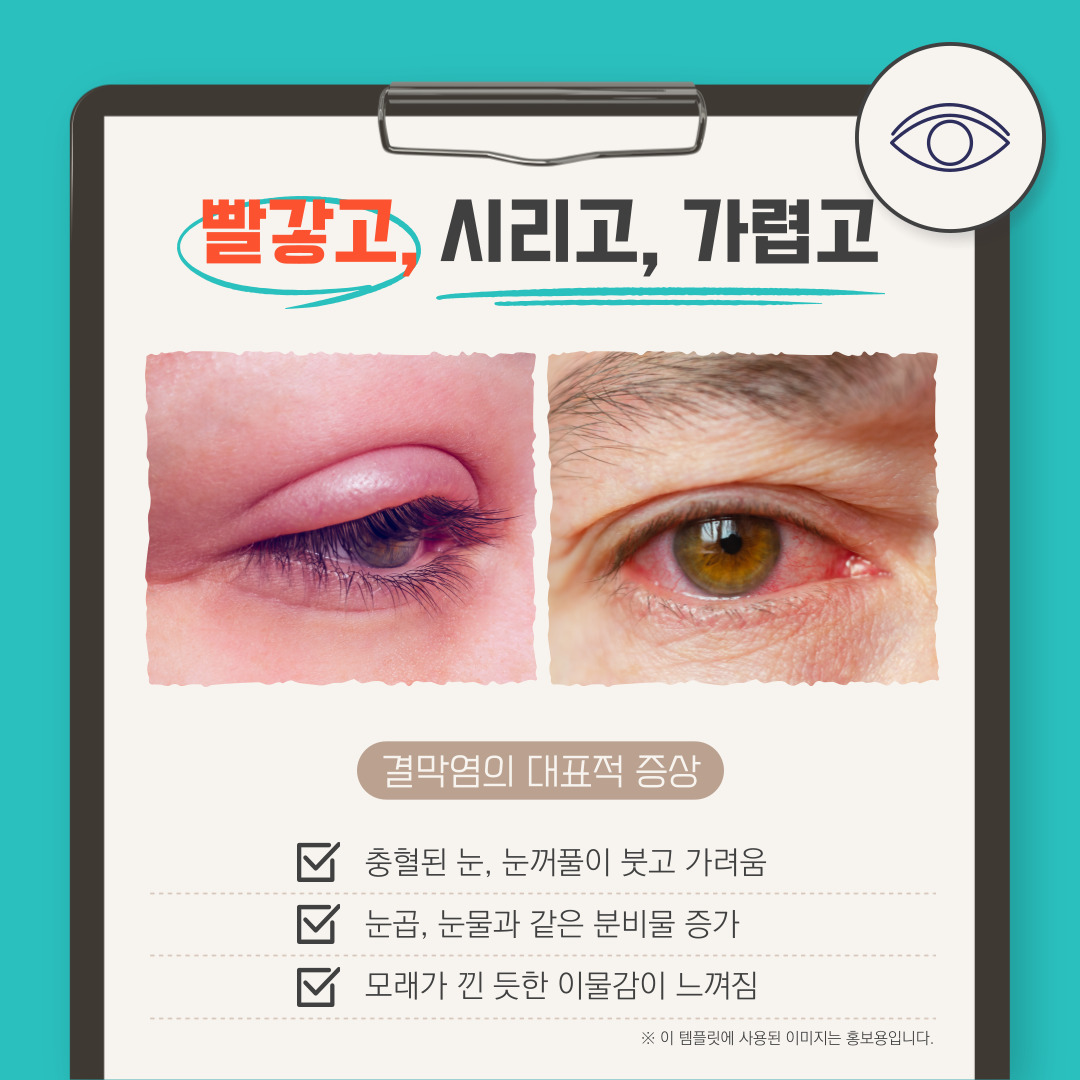 빨갛고, 시리고, 가렵고
결막염의 대표적 증상
충혈된 눈, 눈꺼풀이 붓고 가려움
눈곱, 눈물과 같은 분비물 증가
모래가 낀 듯한 이물감이 느껴짐
※ 이 템플릿에 사용된 이미지는 홍보용입니다.